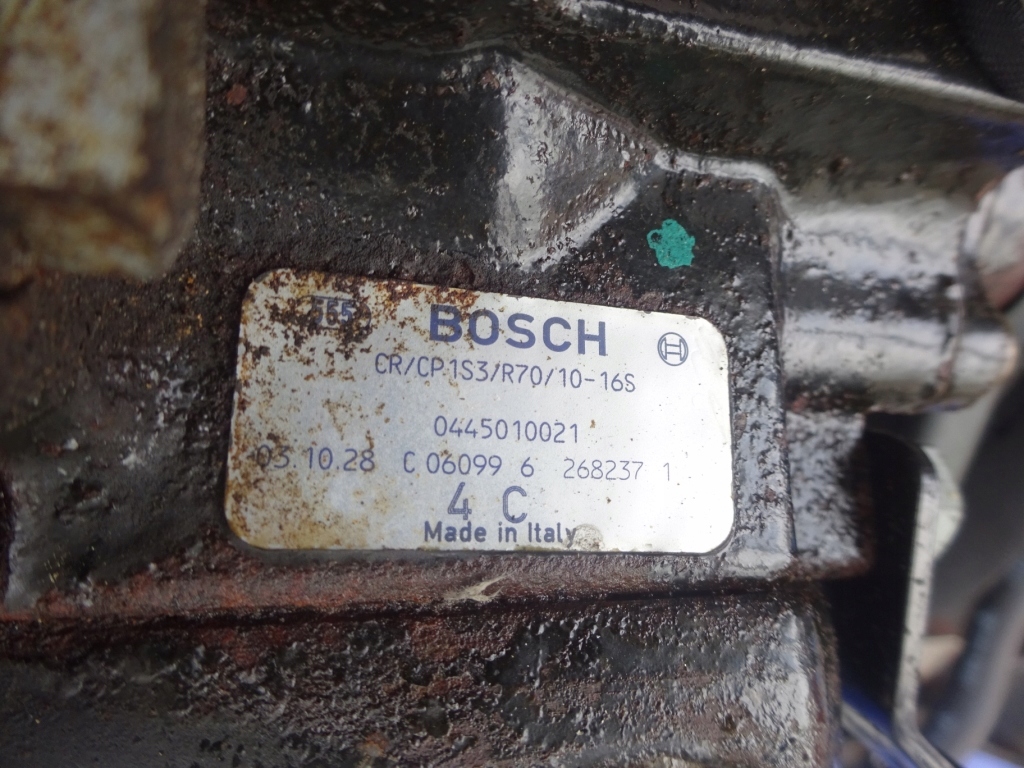 BOSCH
CR/CP1S3/R70/10-16S
0445010021
03.10.28 C 06099 6 268237 1
4 C
Made in Italy